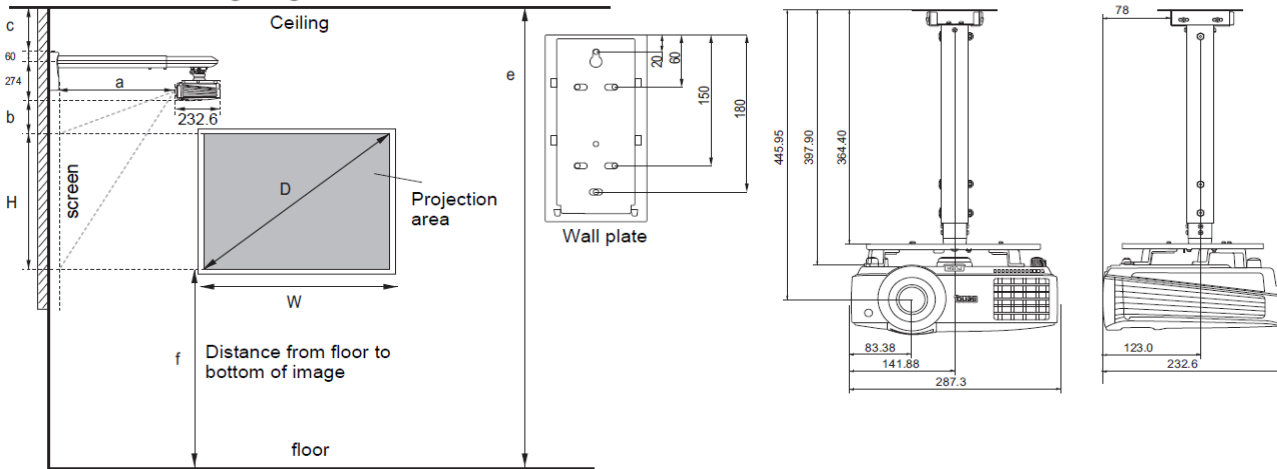 Ceiling
c
60
274
a
b
232.6
H
screen
D
Projection
area
W
f
Distance from floor to
bottom of image
floor
e
20
60
150
180
Wall plate
445.95
397.90
364.40
83.38
141.88
287.3
78
123.0
232.6